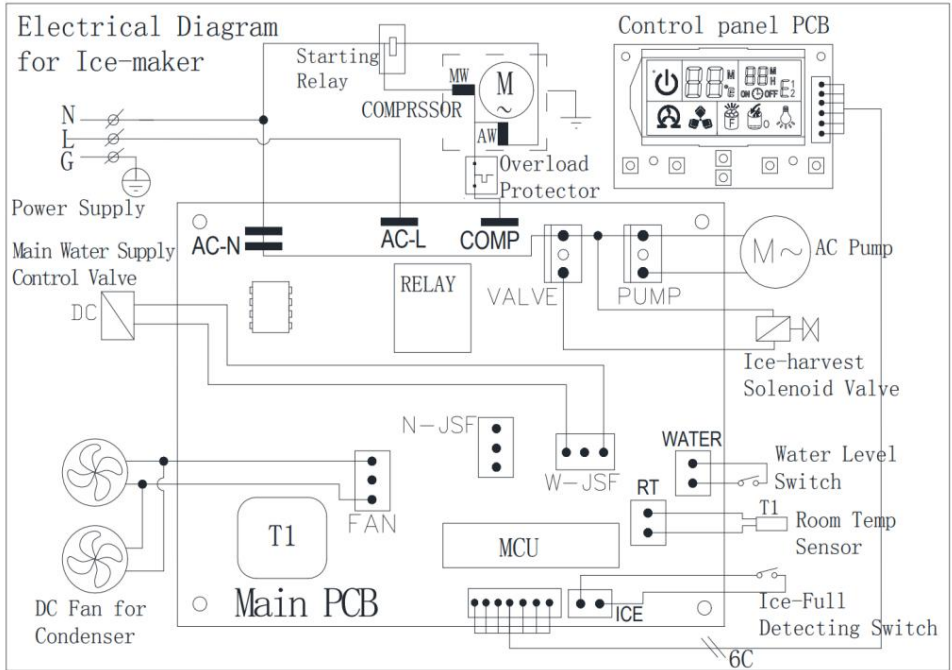 Electrical Diagram
for Ice-maker
Control panel PCB
Starting
Relay
MW
M
~
COMPRSSOR
AW
M
°E
M
H
ON OFF
E 1
2
F
N
L
G
Overload
Protector
Power Supply
AC-N
AC-L
COMP
M~
AC Pump
Main Water Supply
Control Valve
DC
RELAY
VALVE
PUMP
Ice-harvest
Solenoid Valve
N-JSF
W-JSF
WATER
Water Level
Switch
RT
T1
Room Temp
Sensor
FAN
T1
MCU
DC Fan for
Condenser
Main PCB
ICE
Ice-Full
Detecting Switch
6C